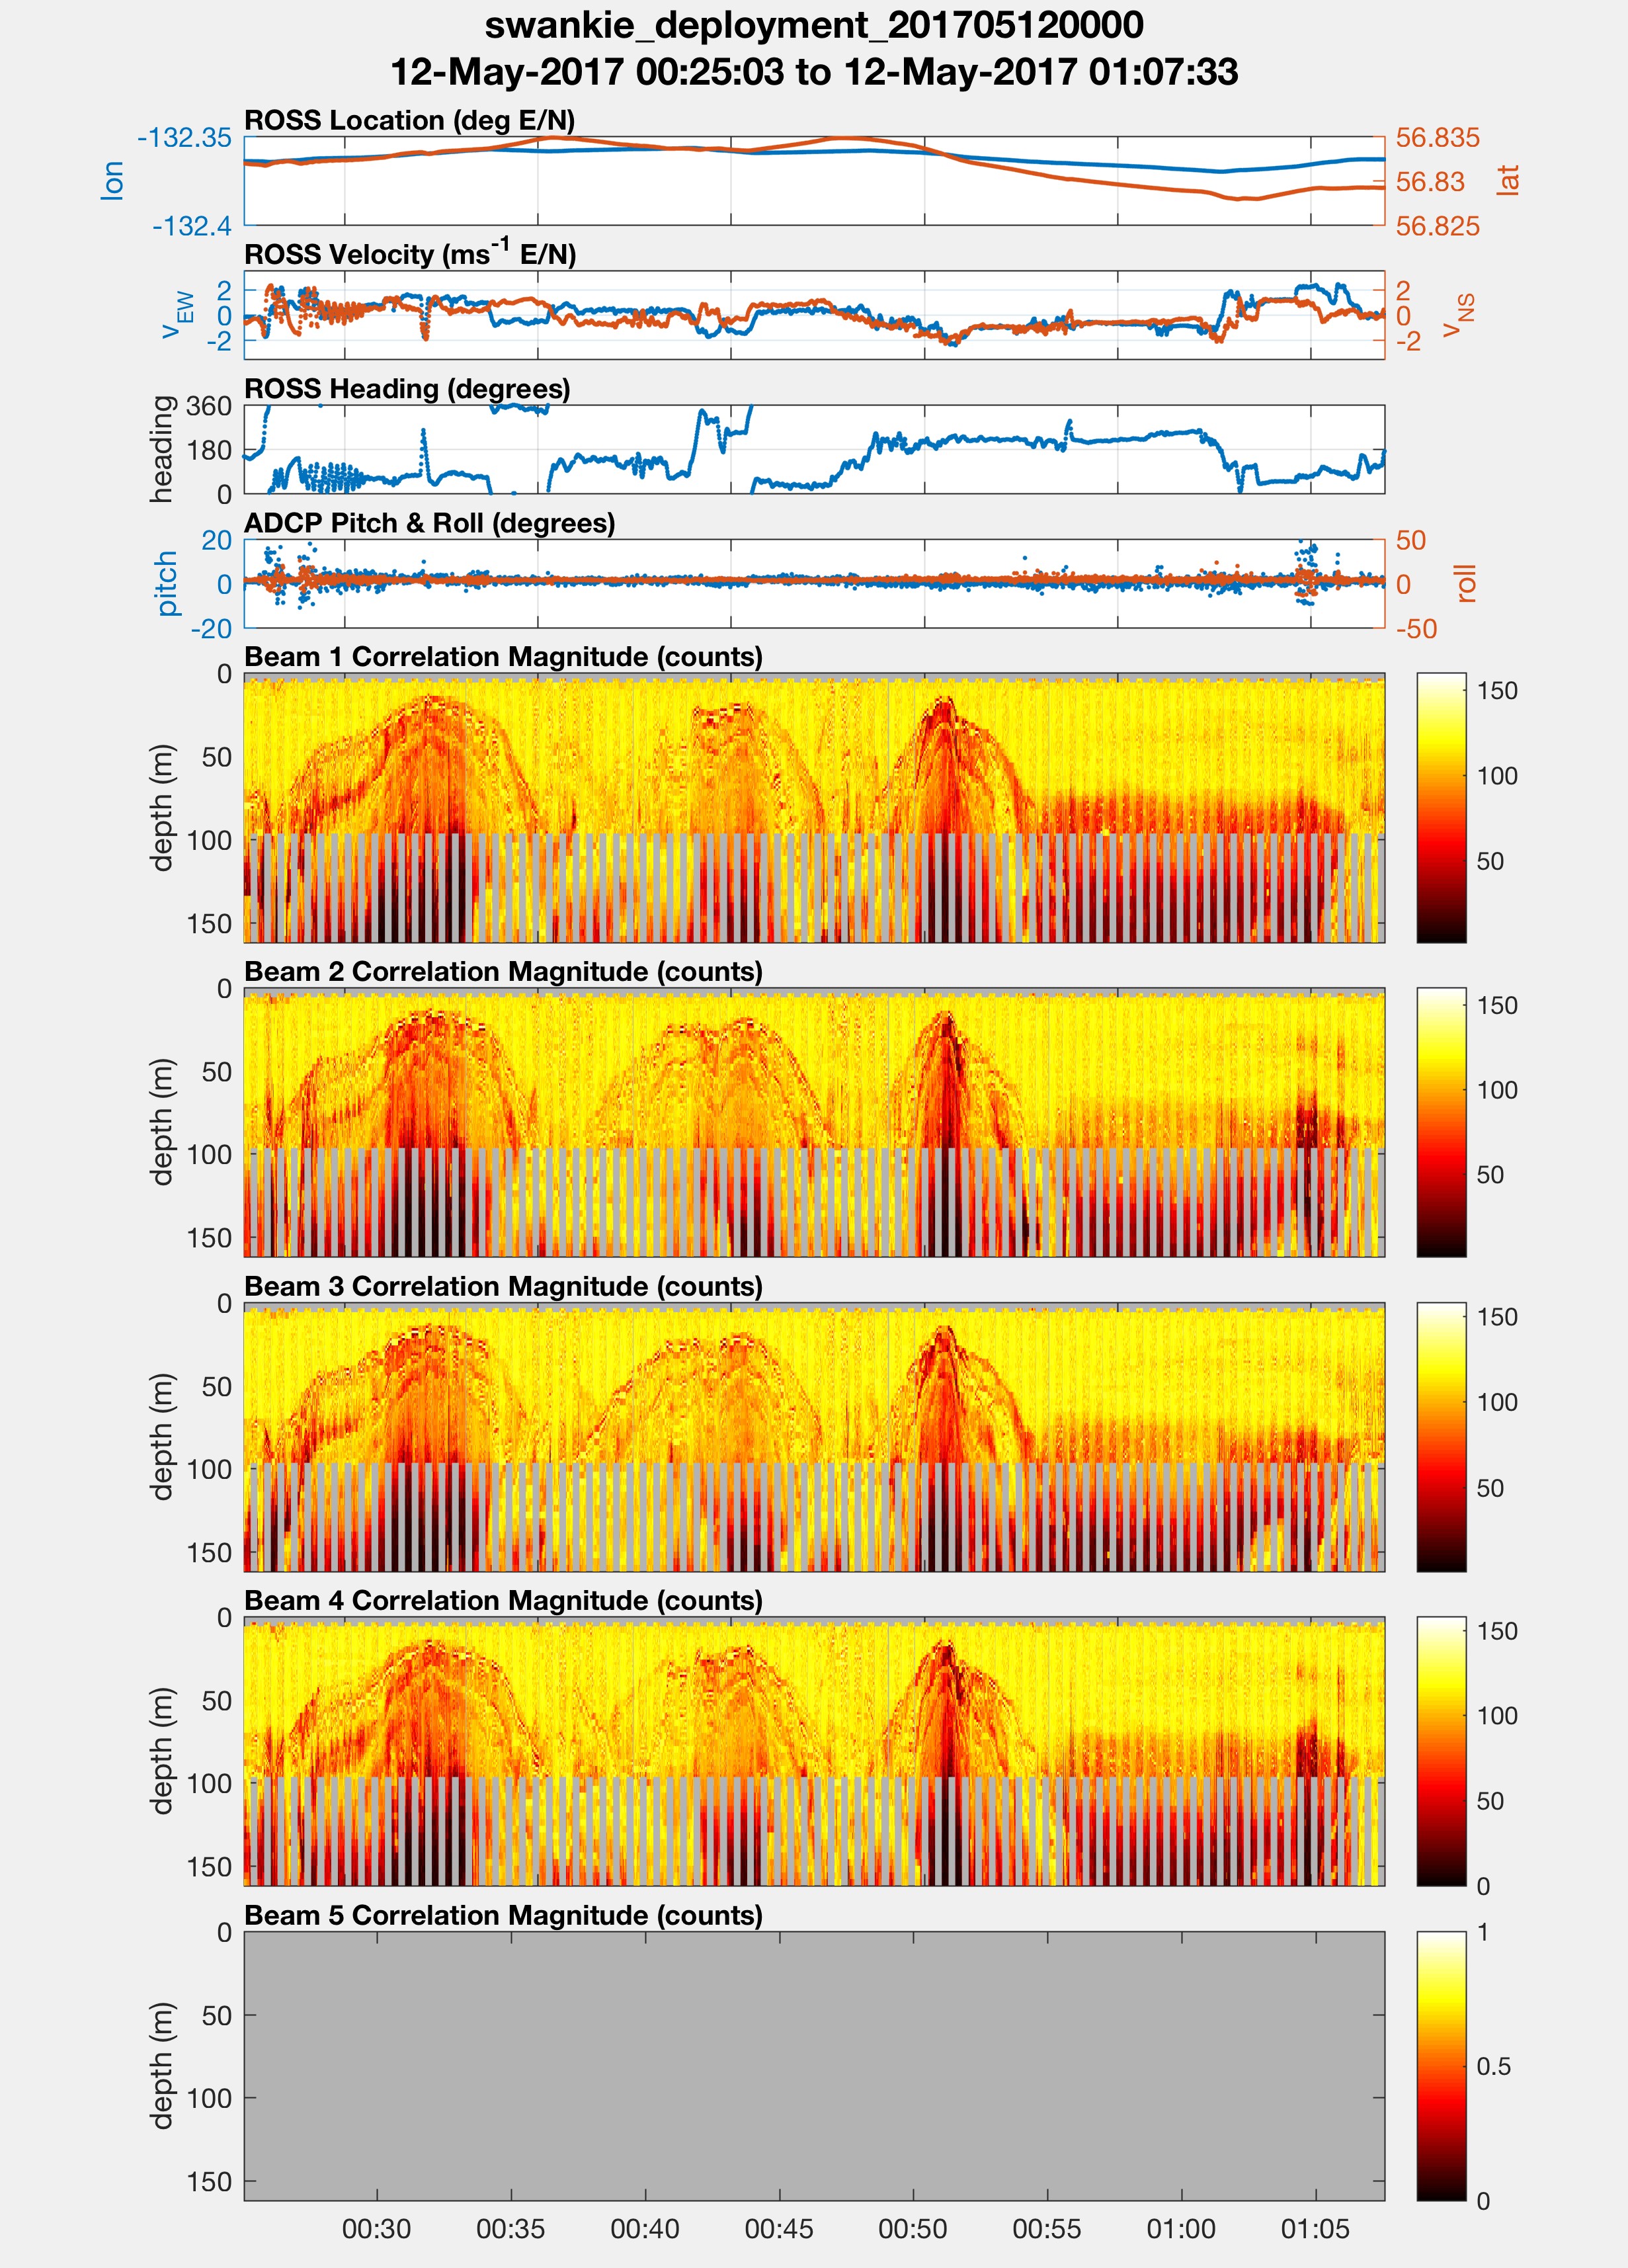 swankie_deployment_201705120000
12-May-2017 00:25:03 to 12-May-2017 01:07:33
ROSS Location (deg E/N)
-132.35
-132.4
lon
56.835
56.83
56.825
lat
ROSS Velocity (ms-1 E/N)
2
0
-2
vEW
2
0
-2
vNS
ROSS Heading (degrees)
360
180
0
heading
ADCP Pitch & Roll (degrees)
20
0
-20
pitch
50
0
-50
roll
Beam 1 Correlation Magnitude (counts)
0
50
100
150
depth (m)
150
100
50
Beam 2 Correlation Magnitude (counts)
0
50
100
150
depth (m)
150
100
50
Beam 3 Correlation Magnitude (counts)
0
50
100
150
depth (m)
150
100
50
Beam 4 Correlation Magnitude (counts)
0
50
100
150
depth (m)
150
100
50
0
Beam 5 Correlation Magnitude (counts)
0
50
100
150
depth (m)
1
0.5
0
00:30 00:35 00:40 00:45 00:50 00:55 01:00 01:05